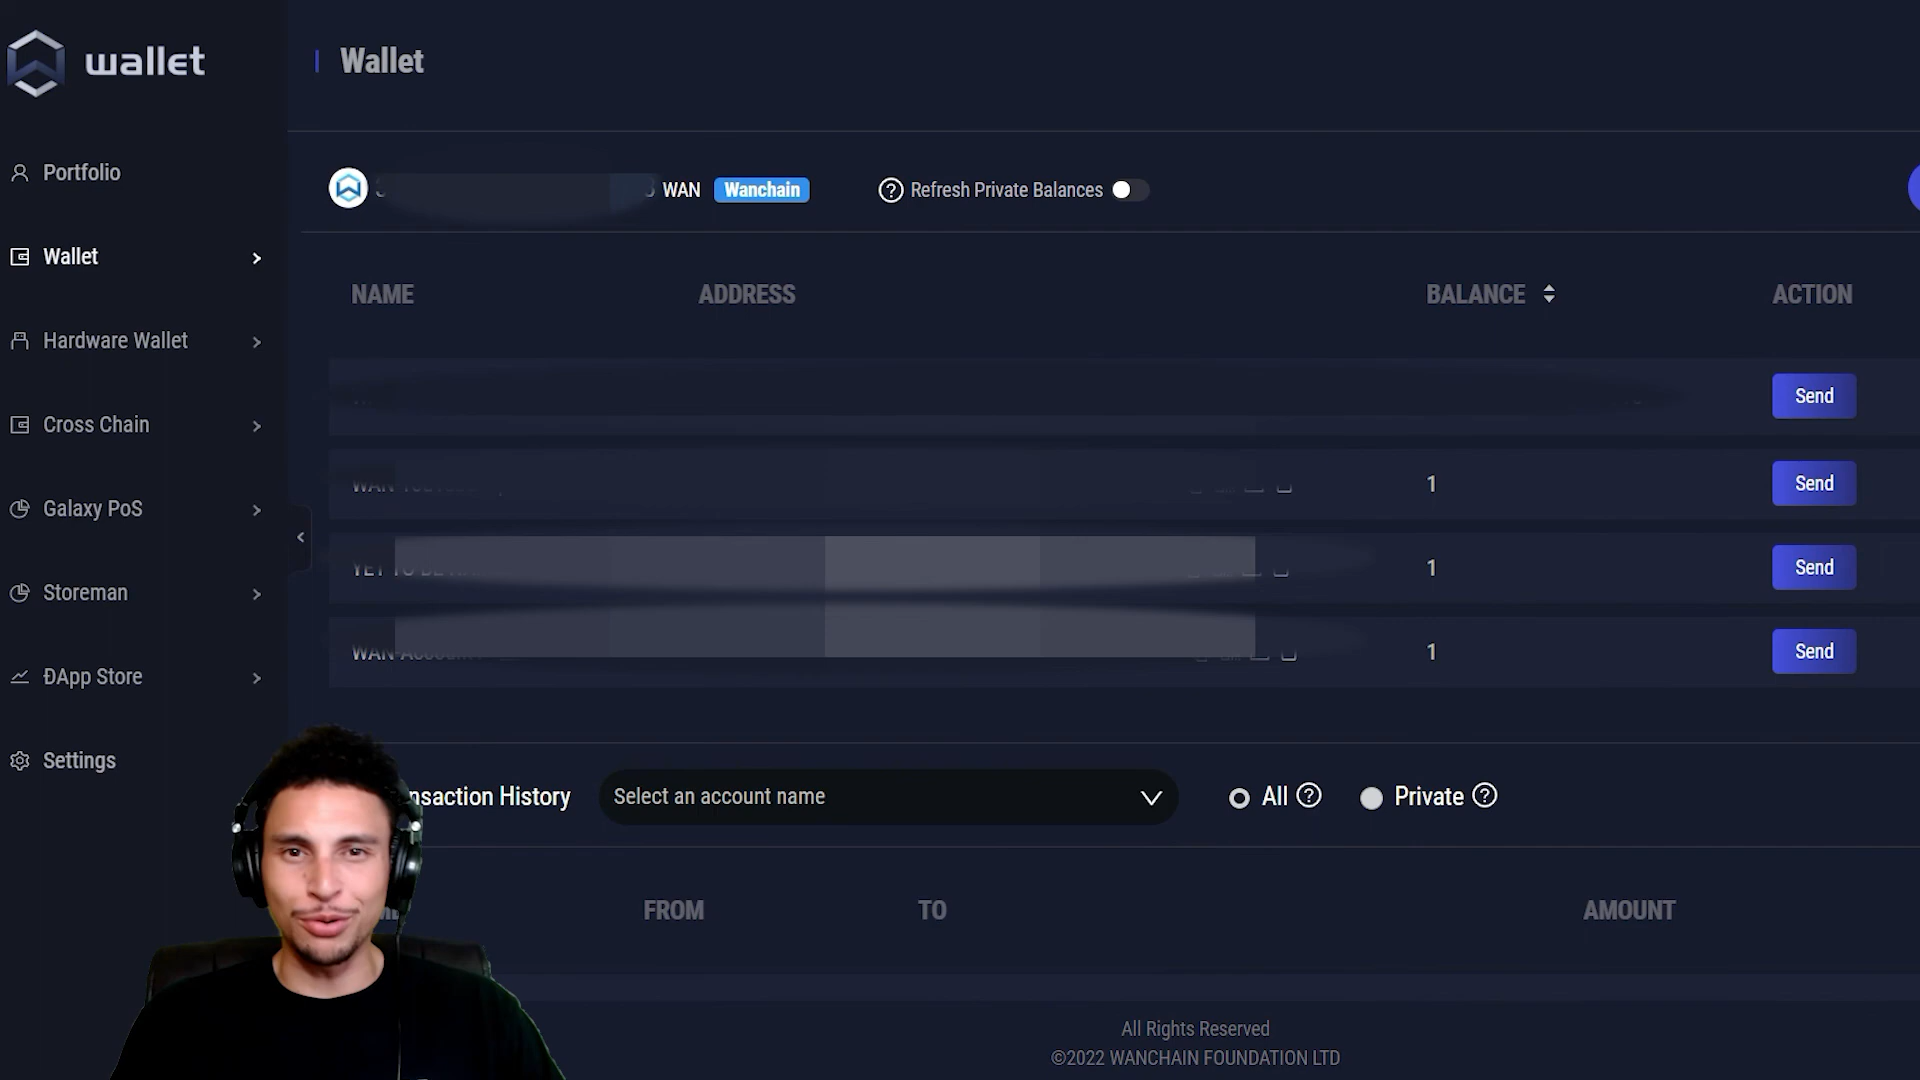 wallet
Wallet
Portfolio
Wallet
Hardware Wallet
Cross Chain
Galaxy PoS
Storeman
ĐApp Store
Settings
WAN Wanchain Refresh Private Balances
NAME ADDRESS BALANCE ACTION
Send
1 Send
YET TO 1 Send
1 Send
nsaction History Select an account name All Private
FROM TO AMOUNT
All Rights Reserved
©2022 WANCHAIN FOUNDATION LTD